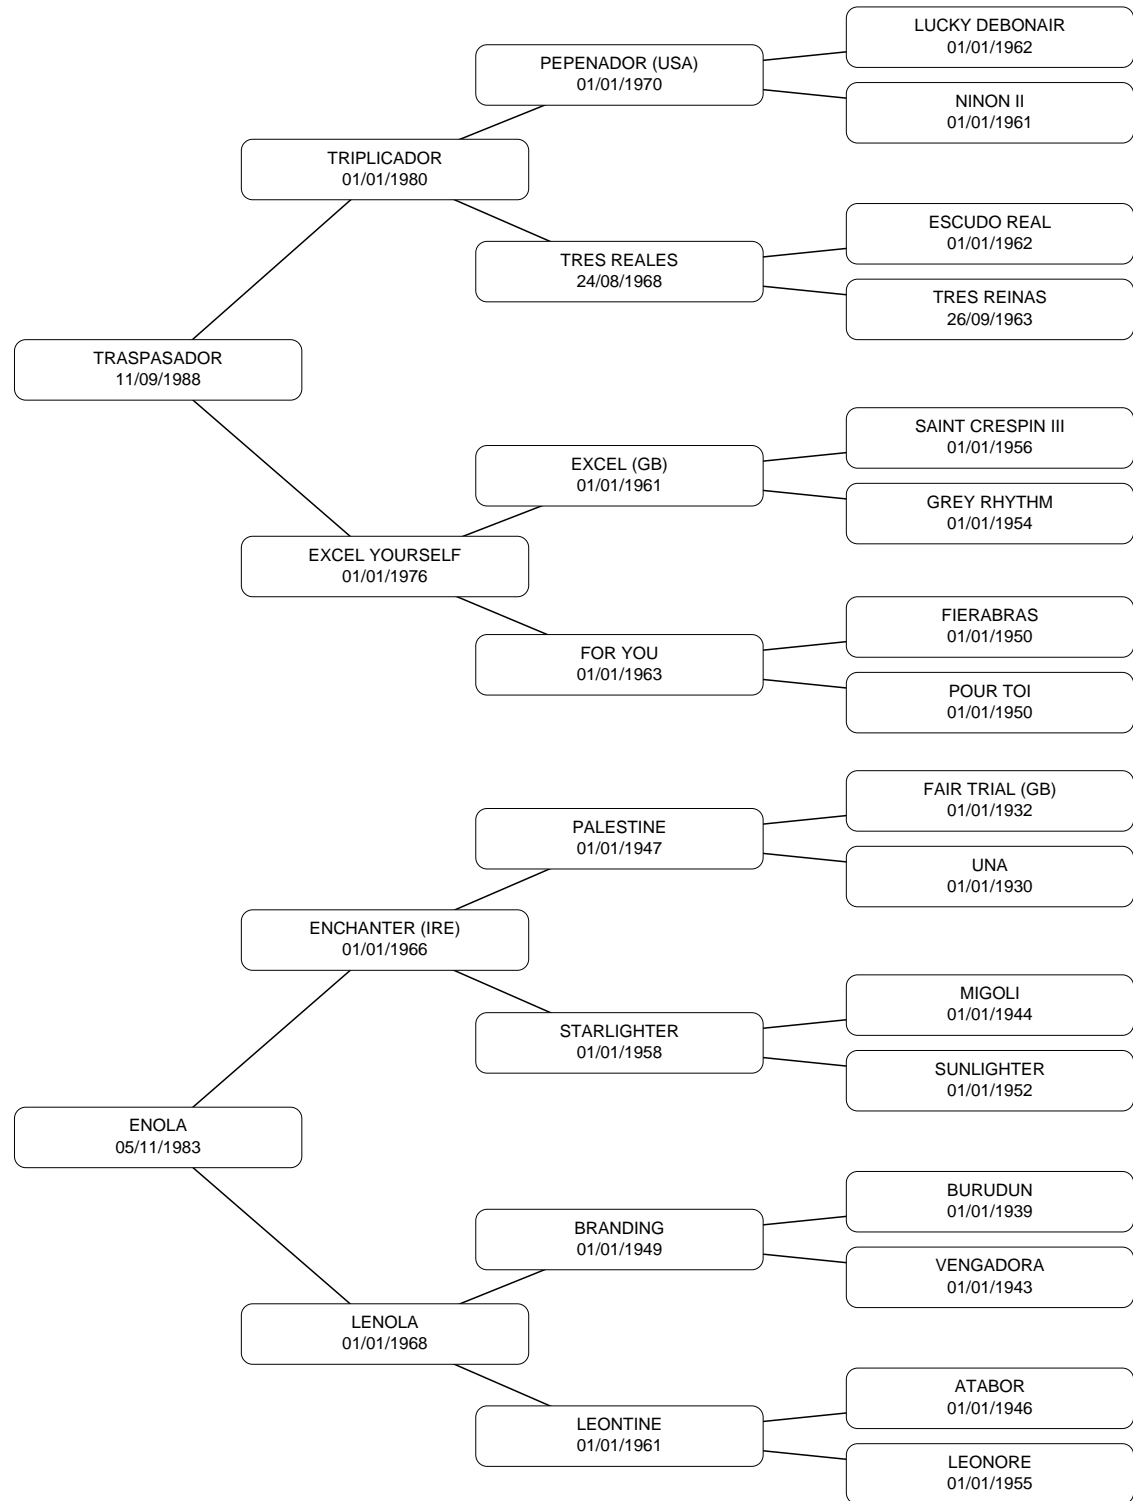 LUCKY DEBONAIR
01/01/1962
PEPENADOR (USA)
01/01/1970
NINON II
01/01/1961
TRIPLICADOR
01/01/1980
ESCUDO REAL
01/01/1962
TRES REALES
24/08/1968
TRES REINAS
26/09/1963
TRASPASADOR
11/09/1988
SAINT CRESPIN III
01/01/1956
EXCEL (GB)
01/01/1961
GREY RHYTHM
01/01/1954
EXCEL YOURSELF
01/01/1976
FIERABRAS
01/01/1950
FOR YOU
01/01/1963
POUR TOI
01/01/1950
FAIR TRIAL (GB)
01/01/1932
PALESTINE
01/01/1947
UNA
01/01/1930
ENCHANTER (IRE)
01/01/1966
MIGOLI
01/01/1944
STARLIGHTER
01/01/1958
SUNLIGHTER
01/01/1952
ENOLA
05/11/1983
BURUDUN
01/01/1939
BRANDING
01/01/1949
VENGADORA
01/01/1943
LENOLA
01/01/1968
ATABOR
01/01/1946
LEONTINE
01/01/1961
LEONORE
01/01/1955